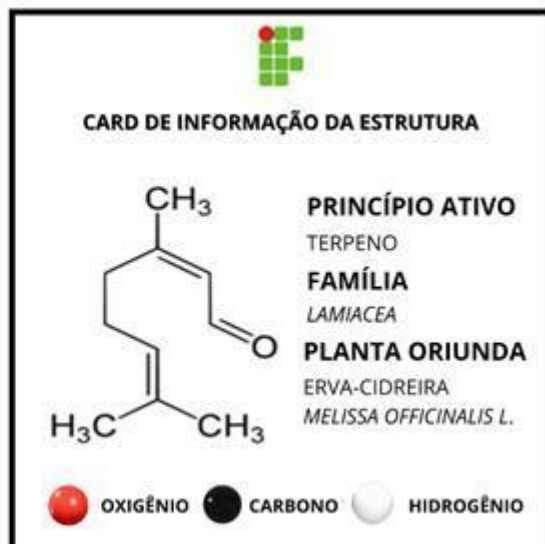 CARD DE INFORMAÇÃO DA ESTRUTURA
CH₃
O
H₃C CH₃
PRINCÍPIO ATIVO
TERPENO
FAMÍLIA
LAMIACEA
PLANTA ORIUNDA
ERVA-CIDREIRA
MELISSA OFFICINALIS L.
OXIGÊNIO CARBONO HIDROGÊNIO